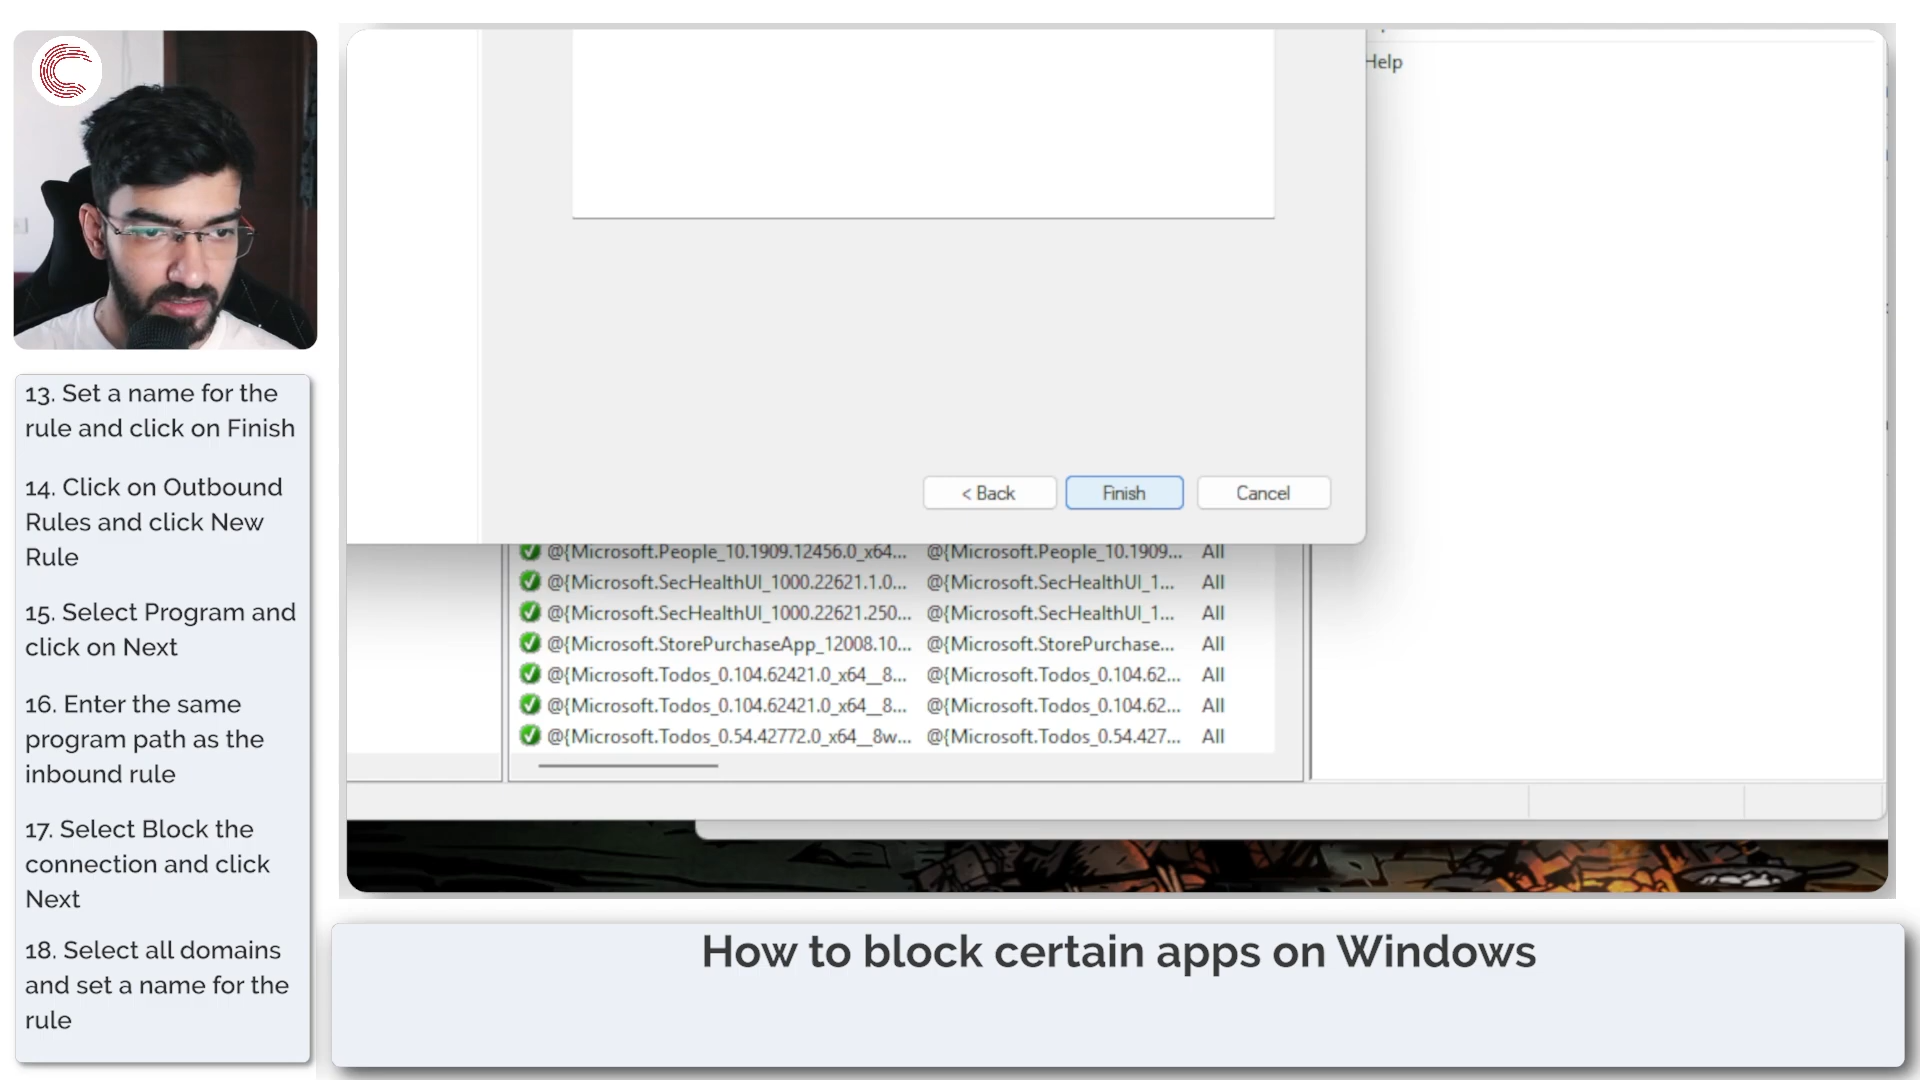 13. Set a name for the
rule and click on Finish
14. Click on Outbound
Rules and click New
Rule
15. Select Program and
click on Next
16. Enter the same
program path as the
inbound rule
17. Select Block the
connection and click
Next
18. Select all domains
and set a name for the
rule
Help
< Back Finish Cancel
@{Microsoft.People_10.1909.12456.0_x64... @{Microsoft.People_10.1909... All
@{Microsoft.SecHealthUI_1000.22621.1.0... @{Microsoft.SecHealthUI_1... All
@{Microsoft.SecHealthUI_1000.22621.250... @{Microsoft.SecHealthUI_1... All
@{Microsoft.StorePurchaseApp_12008.10... @{Microsoft.StorePurchase... All
@{Microsoft.Todos_0.104.62421.0_x64__8... @{Microsoft.Todos_0.104.62... All
@{Microsoft.Todos_0.104.62421.0_x64__8... @{Microsoft.Todos_0.104.62... All
@{Microsoft.Todos_0.54.42772.0_x64__8w... @{Microsoft.Todos_0.54.427... All
How to block certain apps on Windows